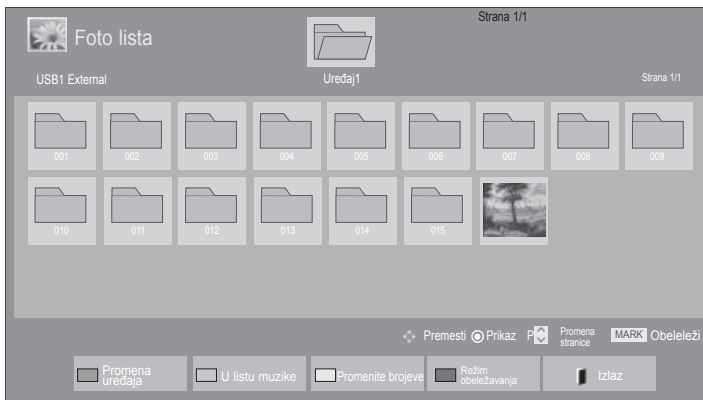 Strana 1/1
Foto lista
USB1 External
Uređaj1
Strana 1/1
001 002 003 004 005 006 007 008 009
010 011 012 013 014 015
Premesti Prikaz P Promena stranice MARK Obeleleži
Promena uređaja
U listu muzike
Promenite brojeve
Režim obeležavanja
Izlaz